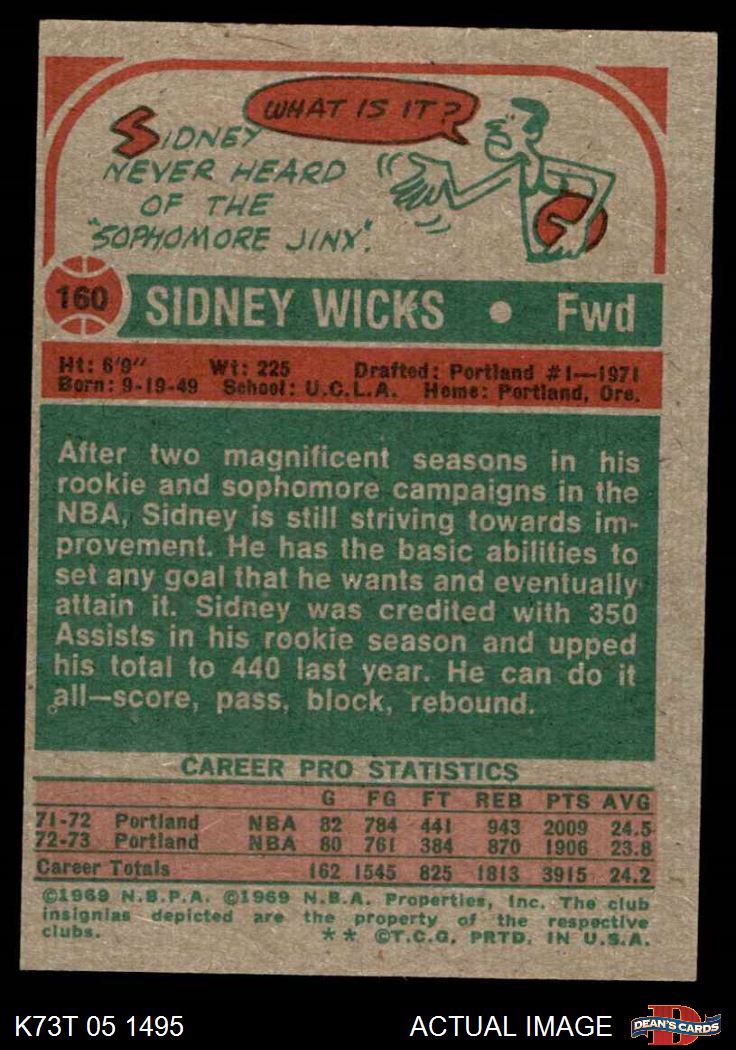 WHAT IS IT?
SIDNEY
NEVER HEARD
OF THE
"SOPHOMORE JINX".
160
SIDNEY WICKS • Fwd
Ht: 6'9" Wt: 225 Drafted: Portland #1—1971
Born: 9-19-49 School: U.C.L.A. Home: Portland, Ore.
After two magnificent seasons in his
rookie and sophomore campaigns in the
NBA, Sidney is still striving towards im-
provement. He has the basic abilities to
set any goal that he wants and eventually
attain it. Sidney was credited with 350
Assists in his rookie season and upped
his total to 440 last year. He can do it
all—score, pass, block, rebound.
CAREER PRO STATISTICS
G FG FT REB PTS AVG
71-72 Portland NBA 82 784 441 943 2009 24.5
72-73 Portland NBA 80 761 384 870 1906 23.8
Career Totals 162 1545 825 1813 3915 24.2
©1969 N.B.P.A. ©1969 N.B.A. Properties, Inc. The club
insignias depicted are the property of the respective
clubs. ** ©T.C.G. PRTD. IN U.S.A.
K73T 05 1495 ACTUAL IMAGE
D
DEAN'S CARDS